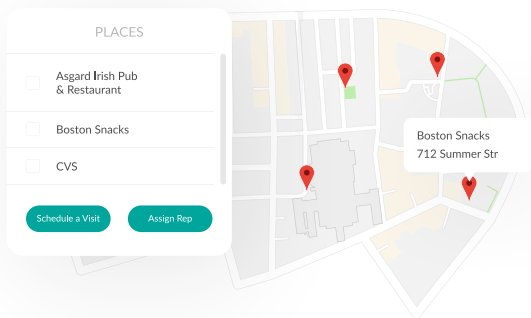 PLACES
Asgard Irish Pub
& Restaurant
Boston Snacks
CVS
Schedule a Visit
Assign Rep
Boston Snacks
712 Summer Str